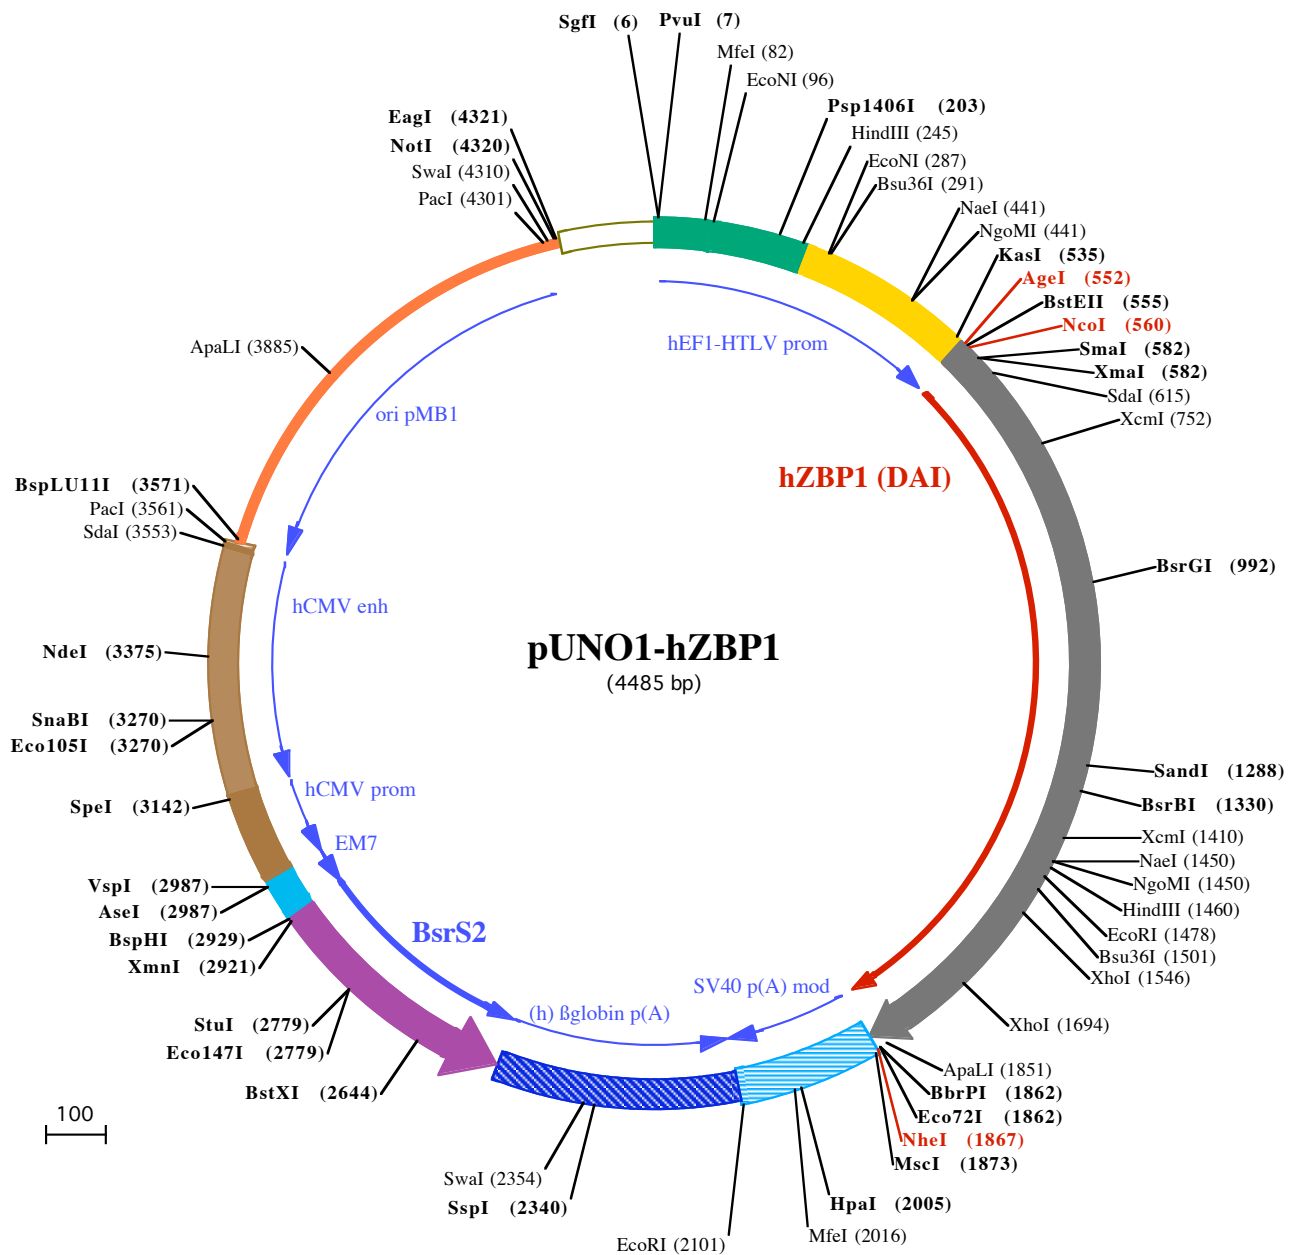 SgfI (6)
PvuI (7)
MfeI (82)
EcoNI (96)
Psp1406I (203)
HindIII (245)
EcoNI (287)
Bsu36I (291)
NaeI (441)
NgoMI (441)
KasI (535)
AgeI (552)
BstEII (555)
NcoI (560)
SmaI (582)
XmaI (582)
SdaI (615)
XcmI (752)
BsrGI (992)
SandI (1288)
BsrBI (1330)
XcmI (1410)
NaeI (1450)
NgoMI (1450)
HindIII (1460)
EcoRI (1478)
Bsu36I (1501)
XhoI (1546)
XhoI (1694)
ApaLI (1851)
BbrPI (1862)
Eco72I (1862)
NheI (1867)
MscI (1873)
HpaI (2005)
MfeI (2016)
EcoRI (2101)
SspI (2340)
SwaI (2354)
BstXI (2644)
Eco147I (2779)
StuI (2779)
XmnI (2921)
BspHI (2929)
AseI (2987)
VspI (2987)
SpeI (3142)
Eco105I (3270)
SnaBI (3270)
NdeI (3375)
SdaI (3553)
PacI (3561)
BspLU11I (3571)
ApaLI (3885)
PacI (4301)
SwaI (4310)
NotI (4320)
EagI (4321)
hEF1-HTLV prom
hZBP1 (DAI)
SV40 p(A) mod
(h) ßglobin p(A)
BsrS2
EM7
hCMV prom
hCMV enh
ori pMB1
pUNO1-hZBP1
(4485 bp)
100